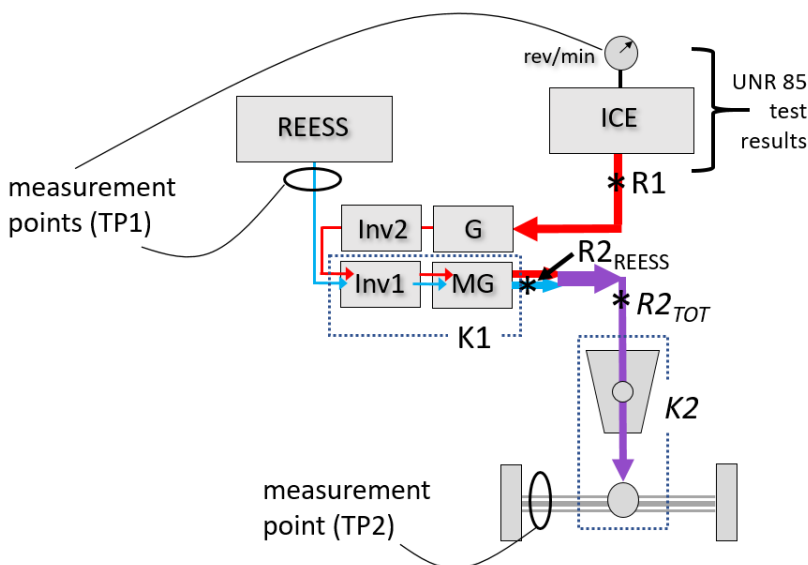 rev/min
UNR 85
test
results
REESS
ICE
measurement
points (TP1)
R1
Inv2
G
R2REESS
Inv1
MG
R2TOT
K1
K2
measurement
point (TP2)